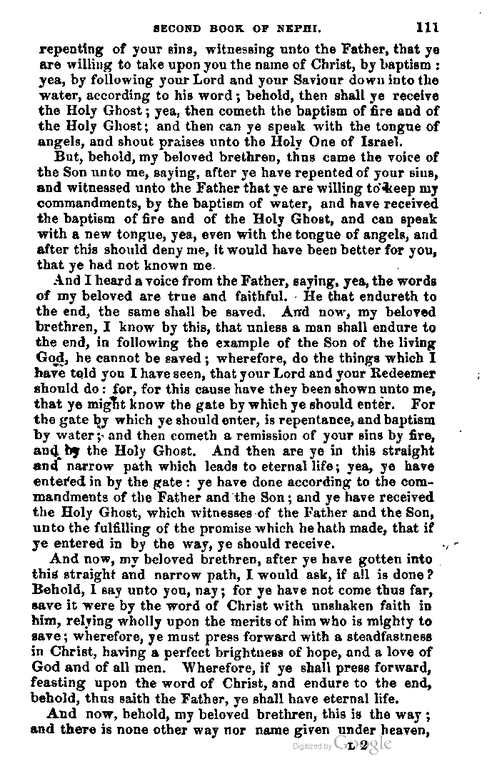 SECOND BOOK OF NEPHI. 111
repenting of your sins, witnessing unto the Father, that ye
are willing to take upon you the name of Christ, by baptism :
yea, by following your Lord and your Saviour down into the
water, according to his word ; behold, then shall ye receive
the Holy Ghost ; yea, then cometh the baptism of fire and of
the Holy Ghost; and then can ye speak with the tongue of
angels, and shout praises unto the Holy One of Israel.
But, behold, my beloved brethren, thus came the voice of
the Son unto me, saying, after ye have repented of your sins,
and witnessed unto the Father that ye are willing to keep my
commandments, by the baptism of water, and have received
the baptism of fire and of the Holy Ghost, and can speak
with a new tongue, yea, even with the tongue of angels, and
after this should deny me, it would have been better for you,
that ye had not known me.
And I heard a voice from the Father, saying, yea, the words
of my beloved are true and faithful. He that endureth to
the end, the same shall be saved. And now, my beloved
brethren, I know by this, that unless a man shall endure to
the end, in following the example of the Son of the living
God, he cannot be saved ; wherefore, do the things which I
have told you I have seen, that your Lord and your Redeemer
should do : for, for this cause have they been shown unto me,
that ye might know the gate by which ye should enter. For
the gate by which ye should enter, is repentance, and baptism
by water ; and then cometh a remission of your sins by fire,
and by the Holy Ghost. And then are ye in this straight
and narrow path which leads to eternal life ; yea, ye have
entered in by the gate : ye have done according to the com-
mandments of the Father and the Son ; and ye have received
the Holy Ghost, which witnesses of the Father and the Son,
unto the fulfilling of the promise which he hath made, that if
ye entered in by the way, ye should receive.
And now, my beloved brethren, after ye have gotten into
this straight and narrow path, I would ask, if all is done ?
Behold, I say unto you, nay ; for ye have not come thus far,
save it were by the word of Christ with unshaken faith in
him, relying wholly upon the merits of him who is mighty to
save ; wherefore, ye must press forward with a steadfastness
in Christ, having a perfect brightness of hope, and a love of
God and of all men. Wherefore, if ye shall press forward,
feasting upon the word of Christ, and endure to the end,
behold, thus saith the Father, ye shall have eternal life.
And now, behold, my beloved brethren, this is the way ;
and there is none other way nor name given under heaven,
L 2
Digitized by Google